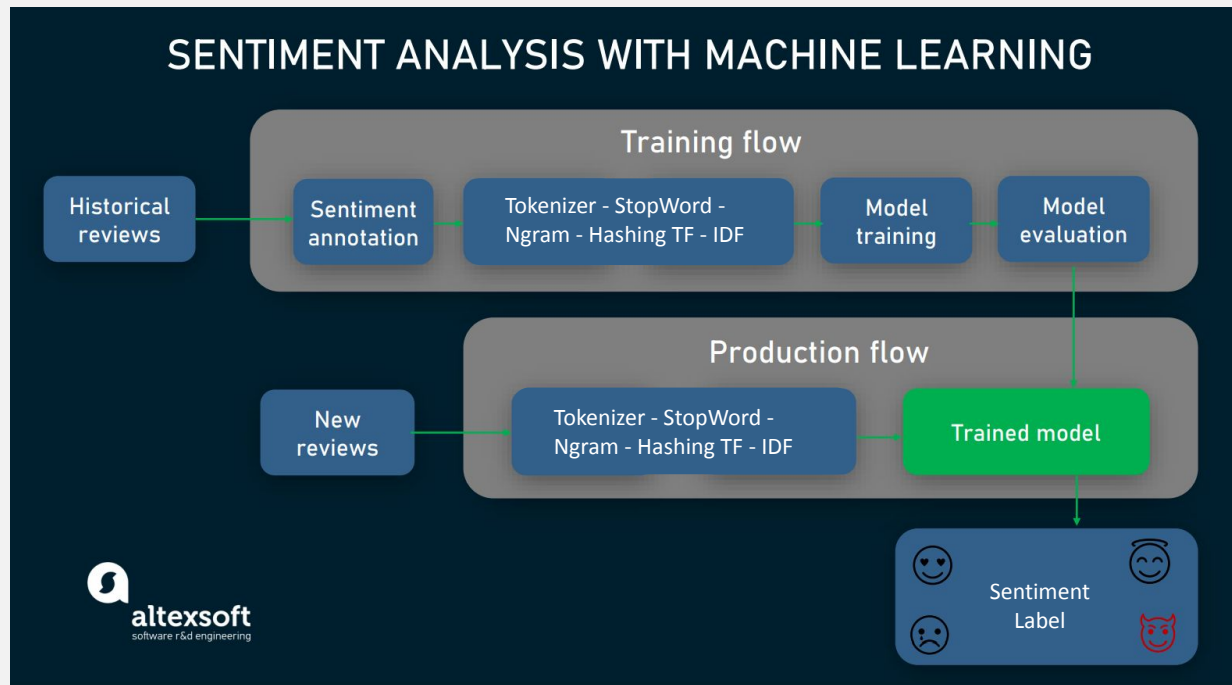 SENTIMENT ANALYSIS WITH MACHINE LEARNING
Training flow
Historical
reviews
Sentiment
annotation
Tokenizer - StopWord -
Ngram - Hashing TF - IDF
Model
training
Model
evaluation
Production flow
New
reviews
Tokenizer - StopWord -
Ngram - Hashing TF - IDF
Trained model
Sentiment
Label
altexsoft
software r&d engineering